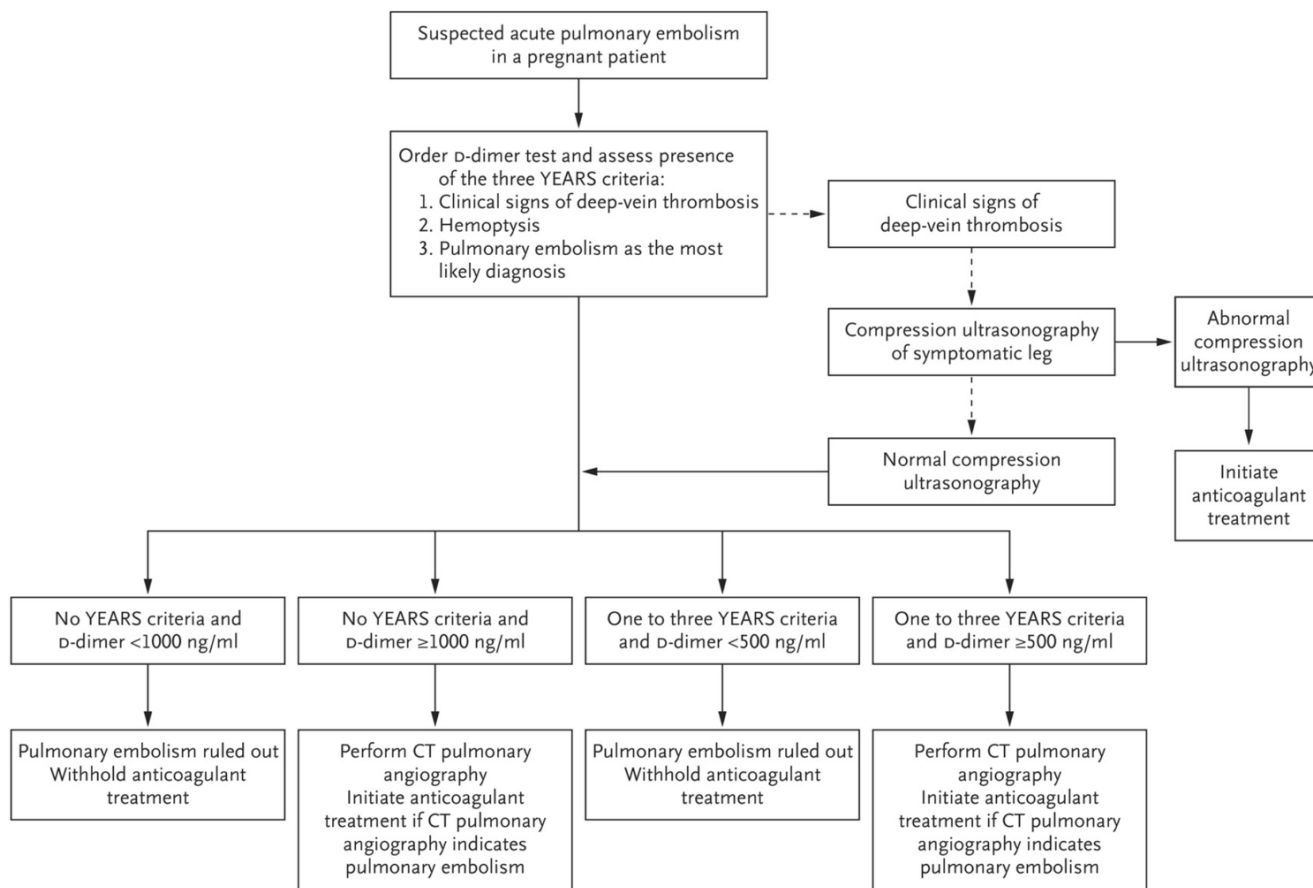 Suspected acute pulmonary embolism
in a pregnant patient
Order D-dimer test and assess presence
of the three YEARS criteria:
1. Clinical signs of deep-vein thrombosis
2. Hemoptysis
3. Pulmonary embolism as the most
likely diagnosis
Clinical signs of
deep-vein thrombosis
Compression ultrasonography
of symptomatic leg
Abnormal
compression
ultrasonography
Normal compression
ultrasonography
Initiate
anticoagulant
treatment
No YEARS criteria and
D-dimer <1000 ng/ml
No YEARS criteria and
D-dimer ≥1000 ng/ml
One to three YEARS criteria
and D-dimer <500 ng/ml
One to three YEARS criteria
and D-dimer ≥500 ng/ml
Pulmonary embolism ruled out
Withhold anticoagulant
treatment
Perform CT pulmonary
angiography
Initiate anticoagulant
treatment if CT pulmonary
angiography indicates
pulmonary embolism
Pulmonary embolism ruled out
Withhold anticoagulant
treatment
Perform CT pulmonary
angiography
Initiate anticoagulant
treatment if CT pulmonary
angiography indicates
pulmonary embolism